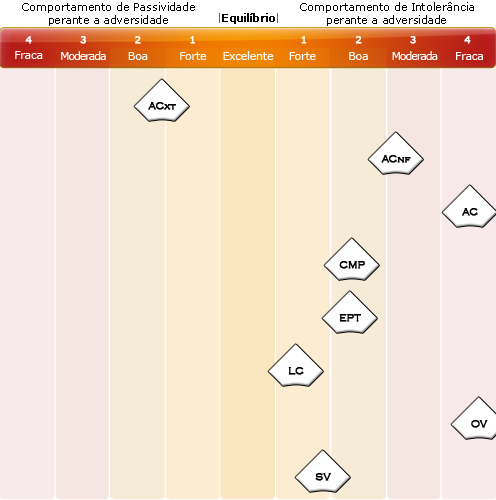 Comportamento de Passividade
perante a adversidade
|Equilíbrio|
Comportamento de Intolerância
perante a adversidade
4 3 2 1 1 2 3 4
Fraca Moderada Boa Forte Excelente Forte Boa Moderada Fraca
ACXT
ACNF
AC
CMP
EPT
LC
OV
SV